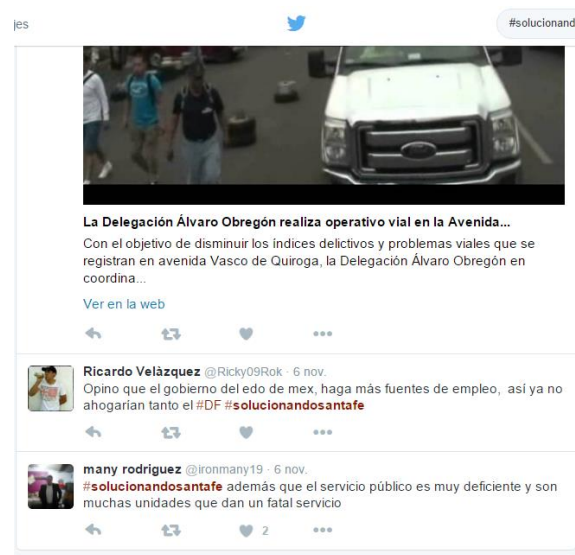 jes
#solucionand
La Delegación Álvaro Obregón realiza operativo vial en la Avenida...
Con el objetivo de disminuir los índices delictivos y problemas viales que se
registran en avenida Vasco de Quiroga, la Delegación Álvaro Obregón en
coordina...
Ver en la web
Ricardo Velàzquez @Ricky09Rok · 6 nov.
Opino que el gobierno del edo de mex, haga más fuentes de empleo, así ya no
ahogarían tanto el #DF #solucionandosantafe
many rodriguez @ironmany19 · 6 nov.
#solucionandosantafe además que el servicio público es muy deficiente y son
muchas unidades que dan un fatal servicio
2